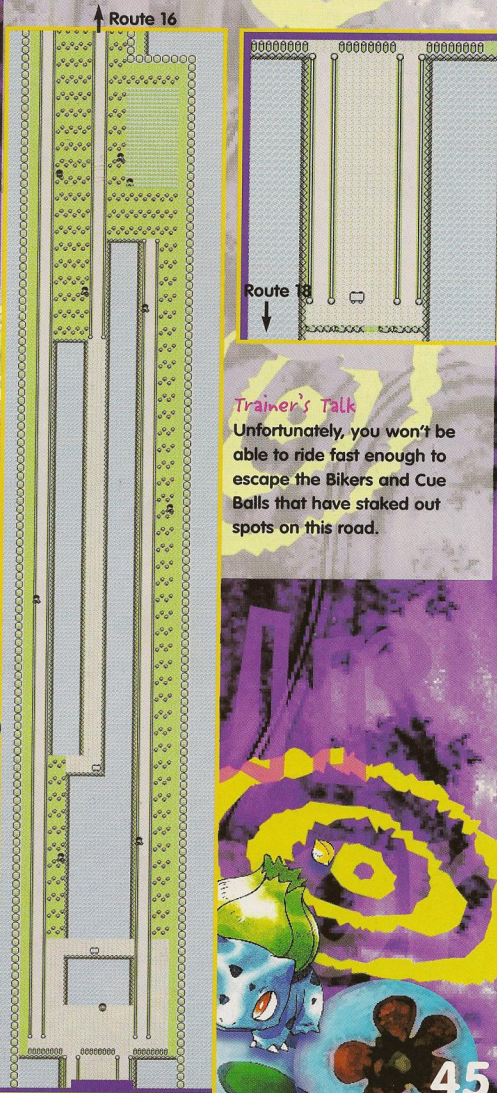 Route 16
Route 18
Trainer's Talk
Unfortunately, you won't be
able to ride fast enough to
escape the Bikers and Cue
Balls that have staked out
spots on this road.
45